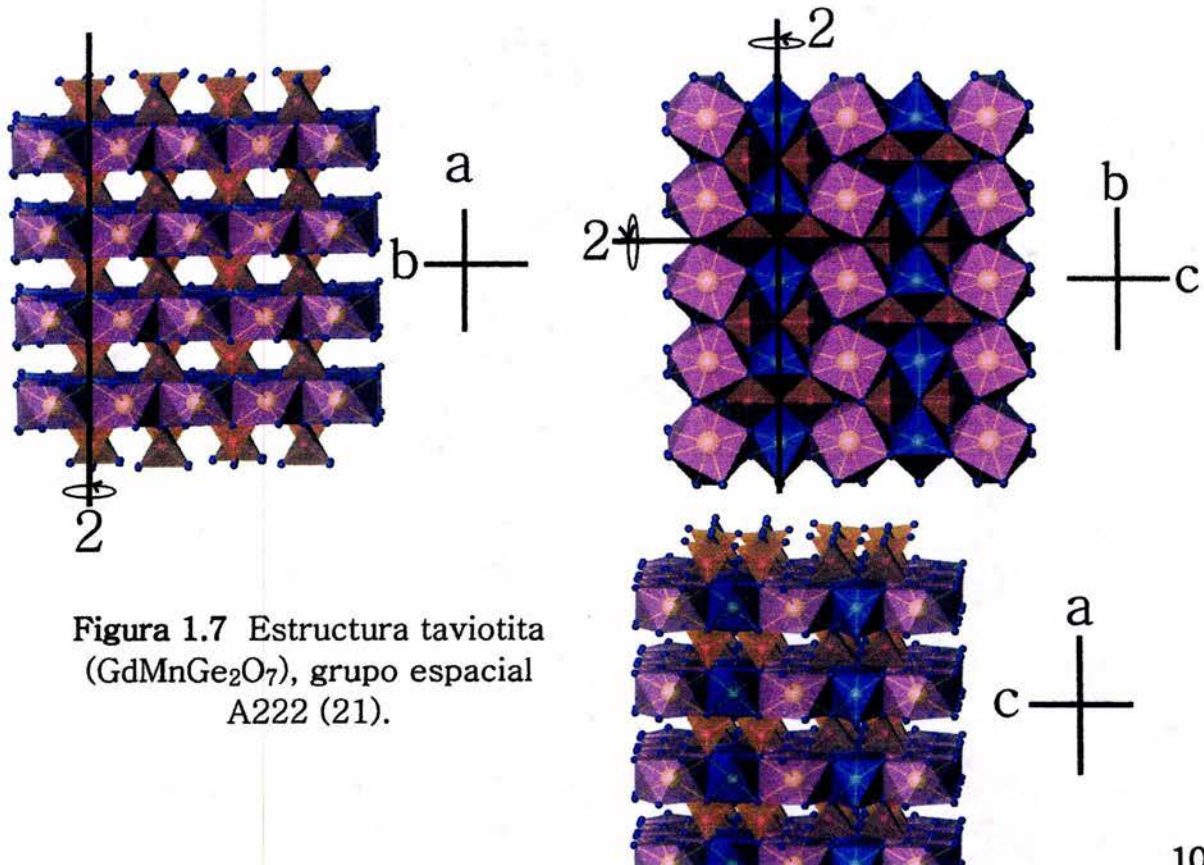 2
2
a
b
2
b
c
2
Figura 1.7 Estructura taviotita
(GdMnGe₂O₇), grupo espacial
A222 (21).
a
c
10